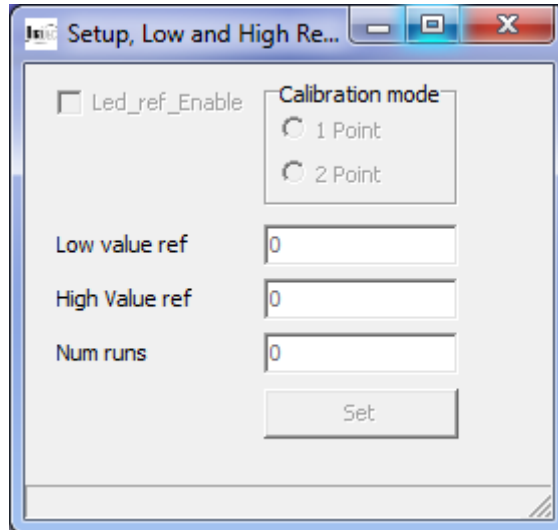 Setup, Low and High Re...
Led_ref_Enable
Calibration mode
1 Point
2 Point
Low value ref
0
High Value ref
0
Num runs
0
Set